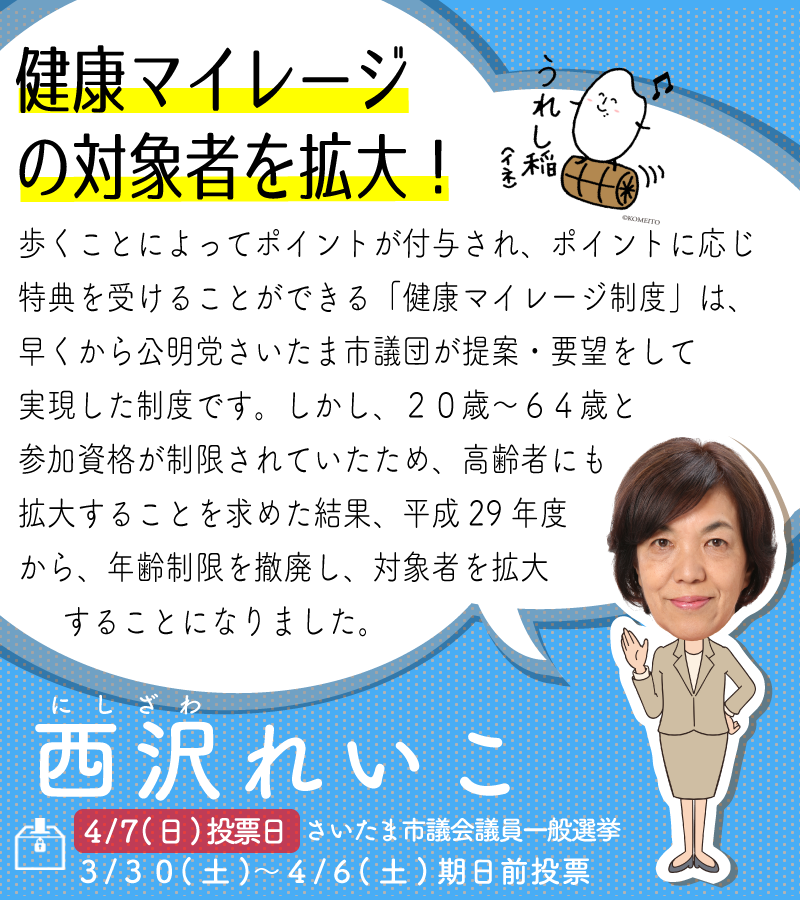 健康マイレージ
の対象者を拡大！
うれし稲
（イネ）
©KOMEITO
歩くことによってポイントが付与され、ポイントに応じ
特典を受けることができる「健康マイレージ制度」は、
早くから公明党さいたま市議団が提案・要望をして
実現した制度です。しかし、２０歳～６４歳と
参加資格が制限されていたため、高齢者にも
拡大することを求めた結果、平成29年度
から、年齢制限を撤廃し、対象者を拡大
することになりました。
にしざわ
西沢れいこ
4/7(日)投票日 さいたま市議会議員一般選挙
３/３０(土)～４/６(土)期日前投票